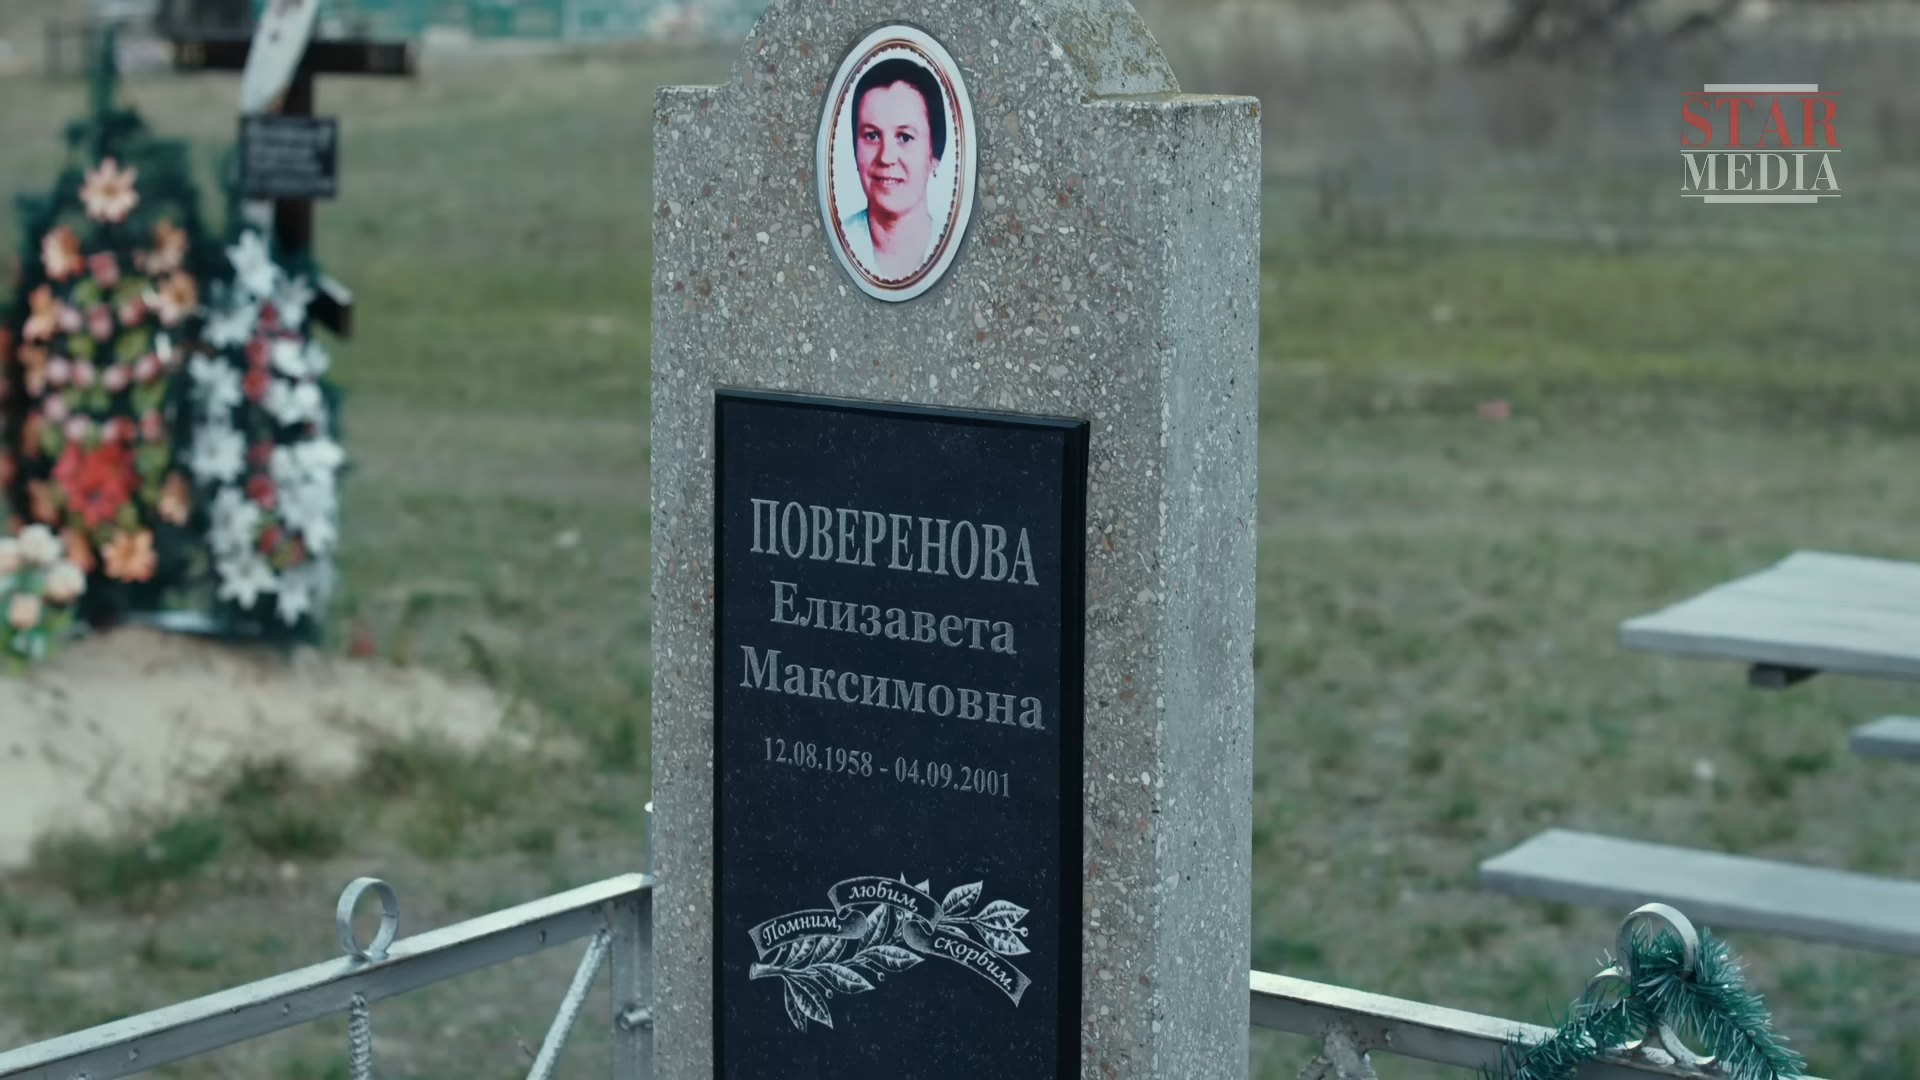 STAR
MEDIA
ПОВЕРЕНОВА
Елизавета
Максимовна
12.08.1958 - 04.09.2001
Помним,
любим,
скорбим.